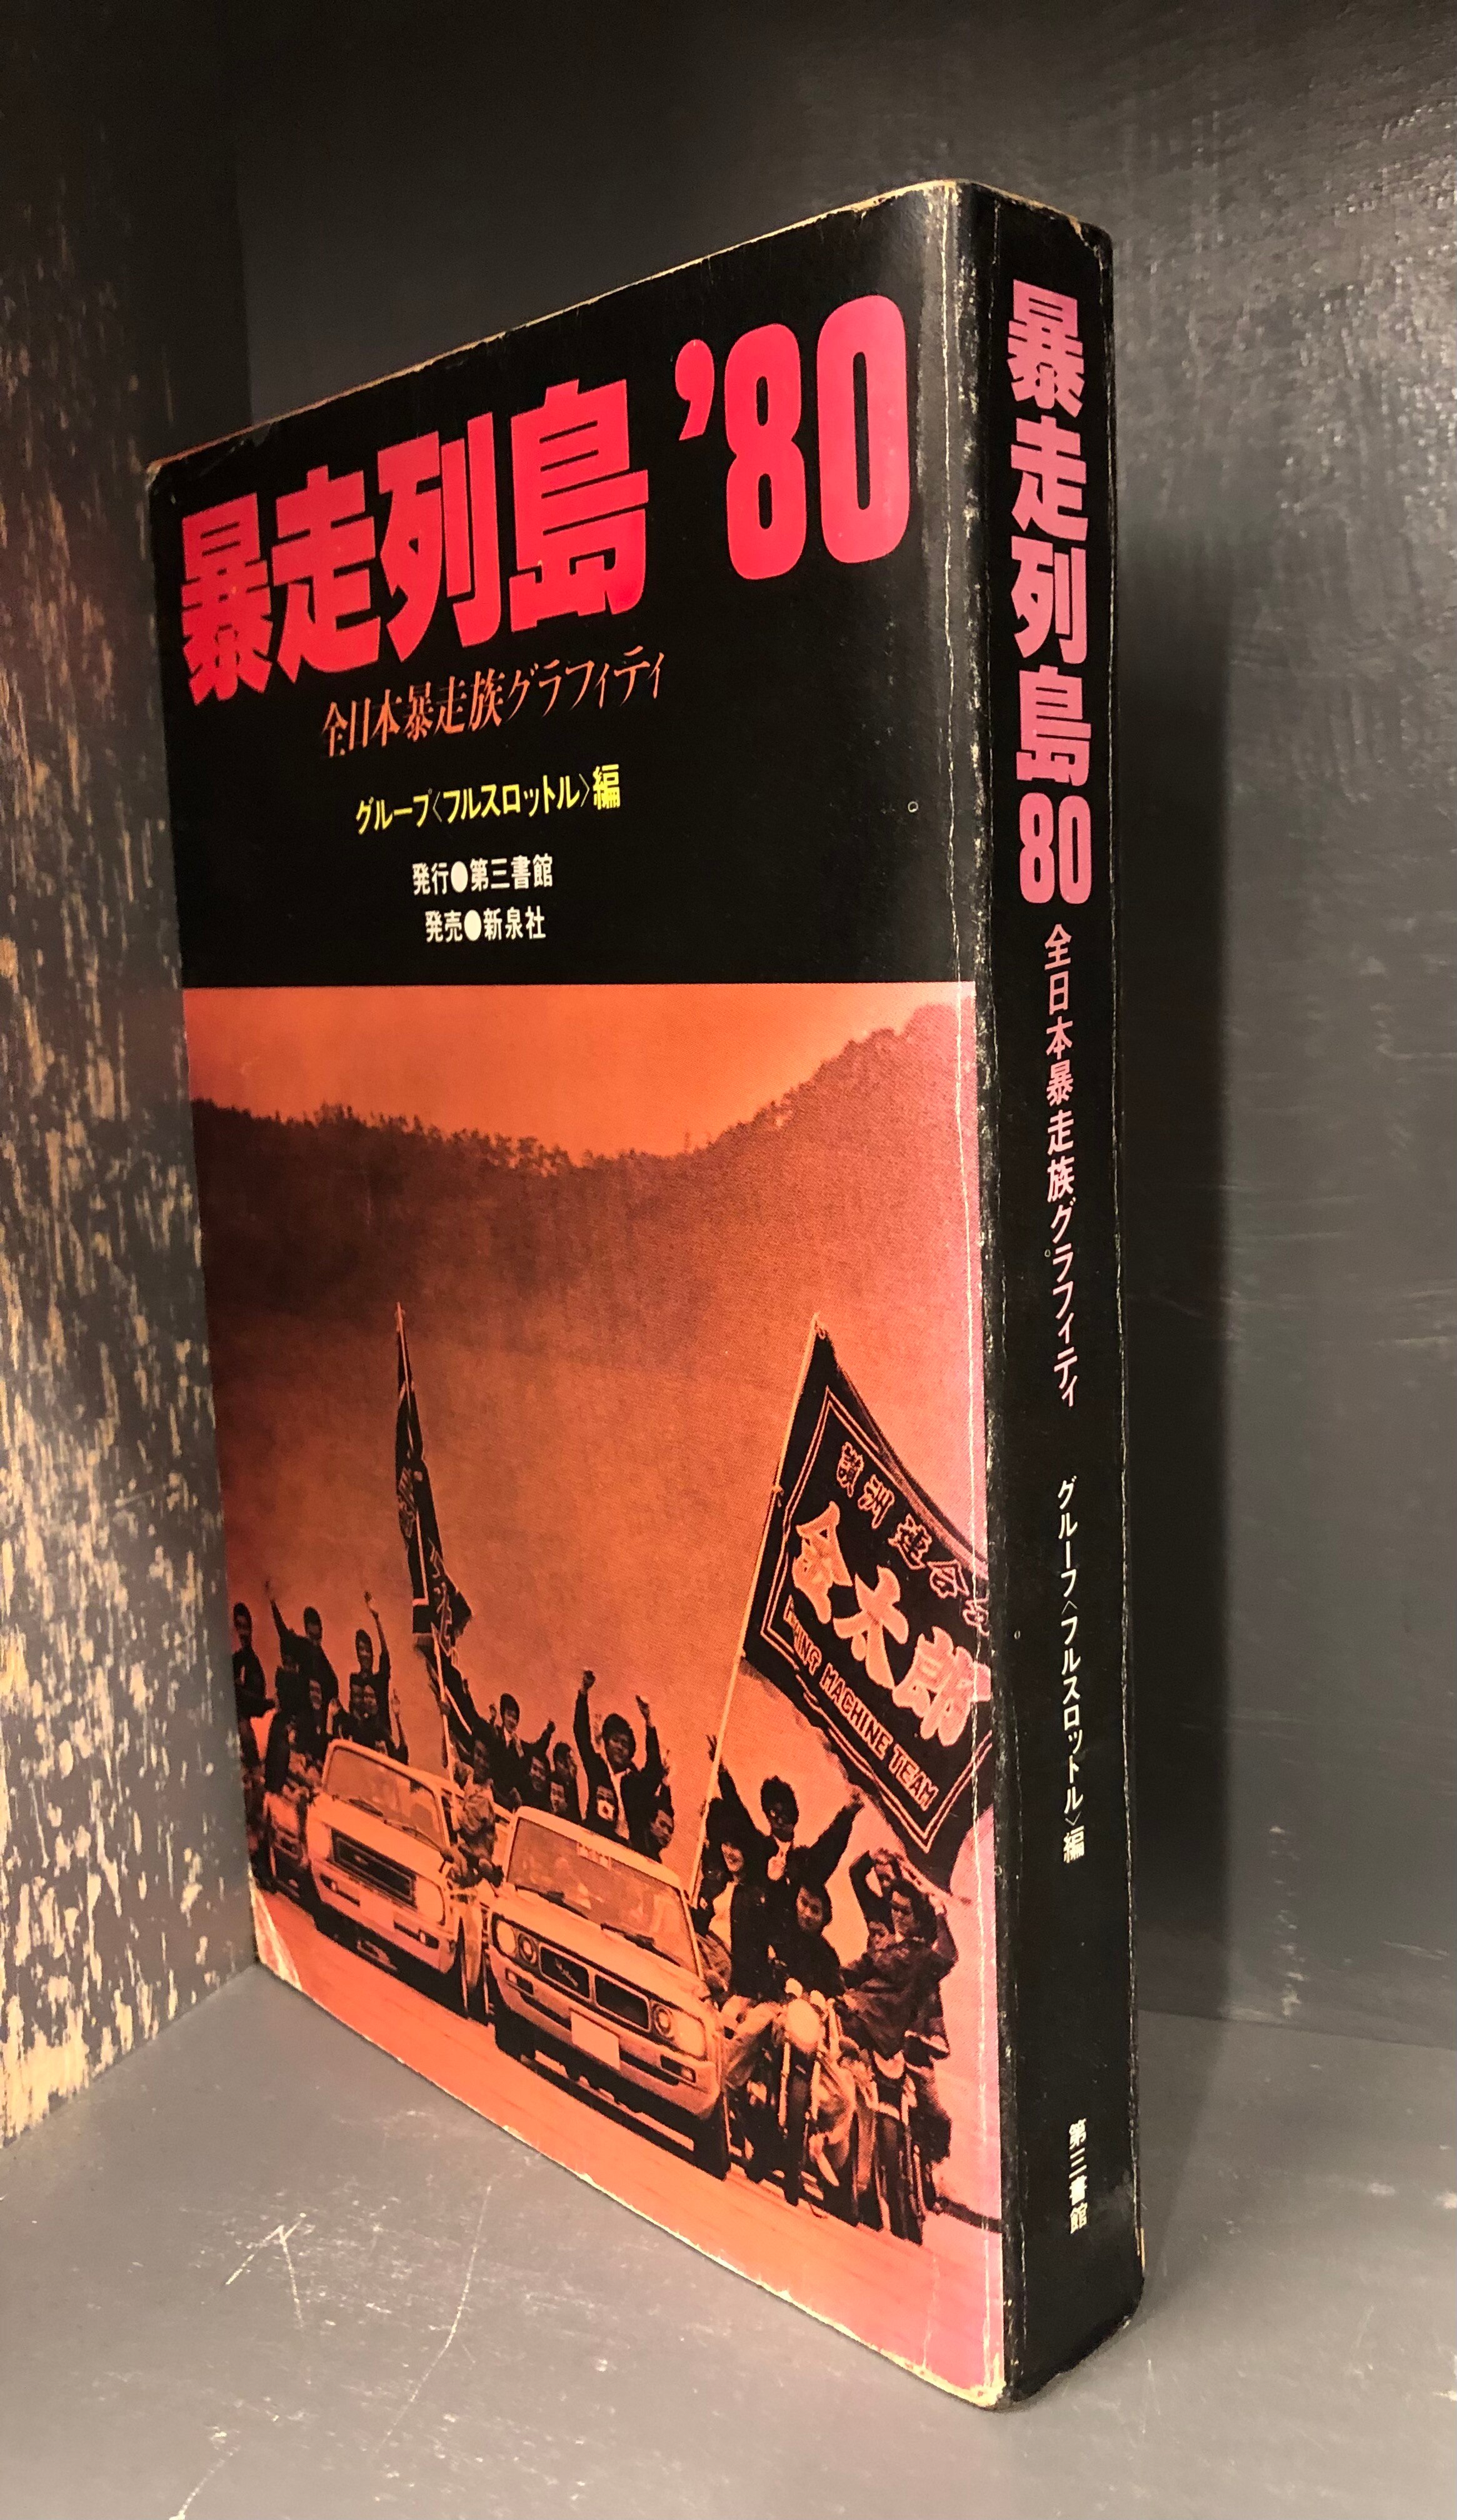 暴走列島'80
全日本暴走族グラフィティ
グループ〈フルスロットル〉編
発行●第三書館
発売●新泉社
讃洲連合
金太郎
MACHINE TEAM
暴走列島80
全日本暴走族グラフィティ
グループ〈フルスロットル〉編
第三書館